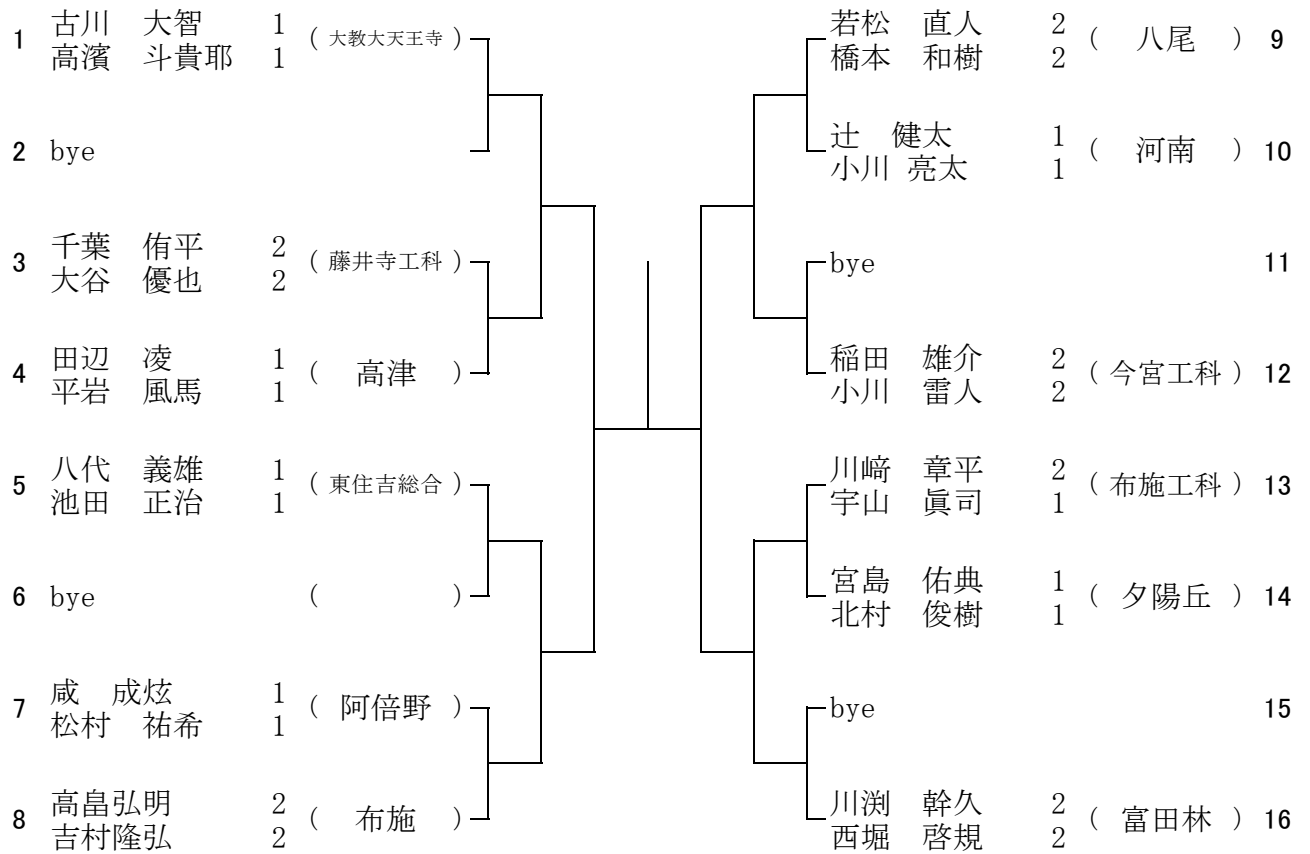 古川 大智 1
1 (大教大天王寺)
高濱 斗貴耶 1
2 bye
千葉 侑平 2
3 (藤井寺工科)
大谷 優也 2
田辺 凌 1
4 (高津)
平岩 風馬 1
八代 義雄 1
5 (東住吉総合)
池田 正治 1
6 bye ( )
咸 成炫 1
7 (阿倍野)
松村 祐希 1
高畠弘明 2
8 (布施)
吉村隆弘 2
若松 直人 2
(八尾) 9
橋本 和樹 2
辻 健太 1
(河南) 10
小川 亮太 1
bye 11
稲田 雄介 2
(今宮工科) 12
小川 雷人 2
川﨑 章平 2
(布施工科) 13
宇山 眞司 1
宮島 佑典 1
(夕陽丘) 14
北村 俊樹 1
bye 15
川渕 幹久 2
(富田林) 16
西堀 啓規 2